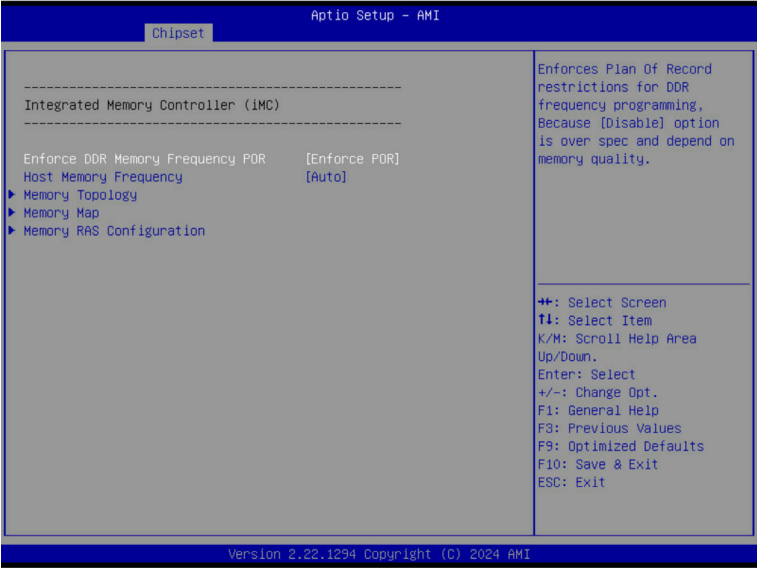 Aptio Setup – AMI
Chipset
------------------------------------------------
Integrated Memory Controller (iMC)
------------------------------------------------
Enforce DDR Memory Frequency POR [Enforce POR]
Host Memory Frequency [Auto]
Memory Topology
Memory Map
Memory RAS Configuration
Enforces Plan Of Record
restrictions for DDR
frequency programming,
Because [Disable] option
is over spec and depend on
memory quality.
→←: Select Screen
↑↓: Select Item
K/M: Scroll Help Area
Up/Down.
Enter: Select
+/-: Change Opt.
F1: General Help
F3: Previous Values
F9: Optimized Defaults
F10: Save & Exit
ESC: Exit
Version 2.22.1294 Copyright (C) 2024 AMI